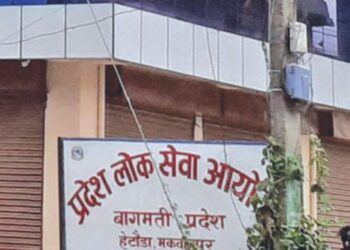 प्रदेश लोक सेवा आयो
बागमती प्रदेश
हेटौंडा, मकवानपुर